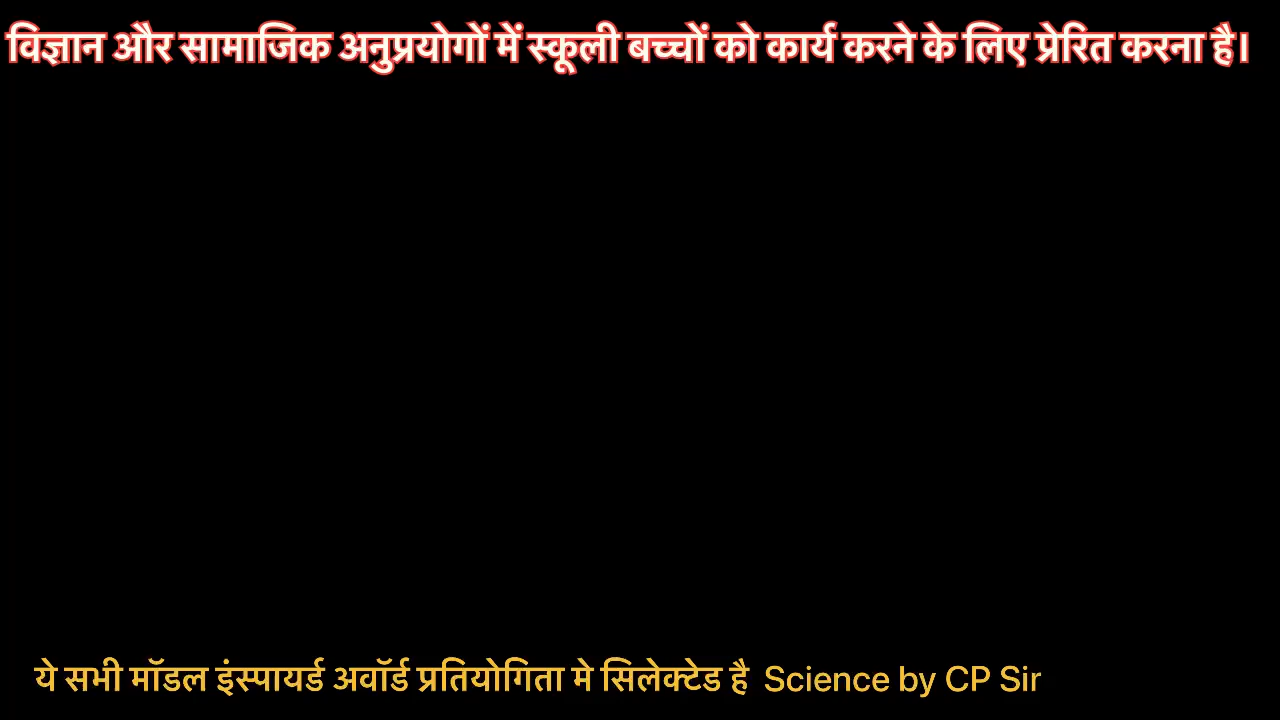 विज्ञान और सामाजिक अनुप्रयोगों में स्कूली बच्चों को कार्य करने के लिए प्रेरित करना है।
ये सभी मॉडल इंस्पायर्ड अवॉर्ड प्रतियोगिता मे सिलेक्टेड है Science by CP Sir